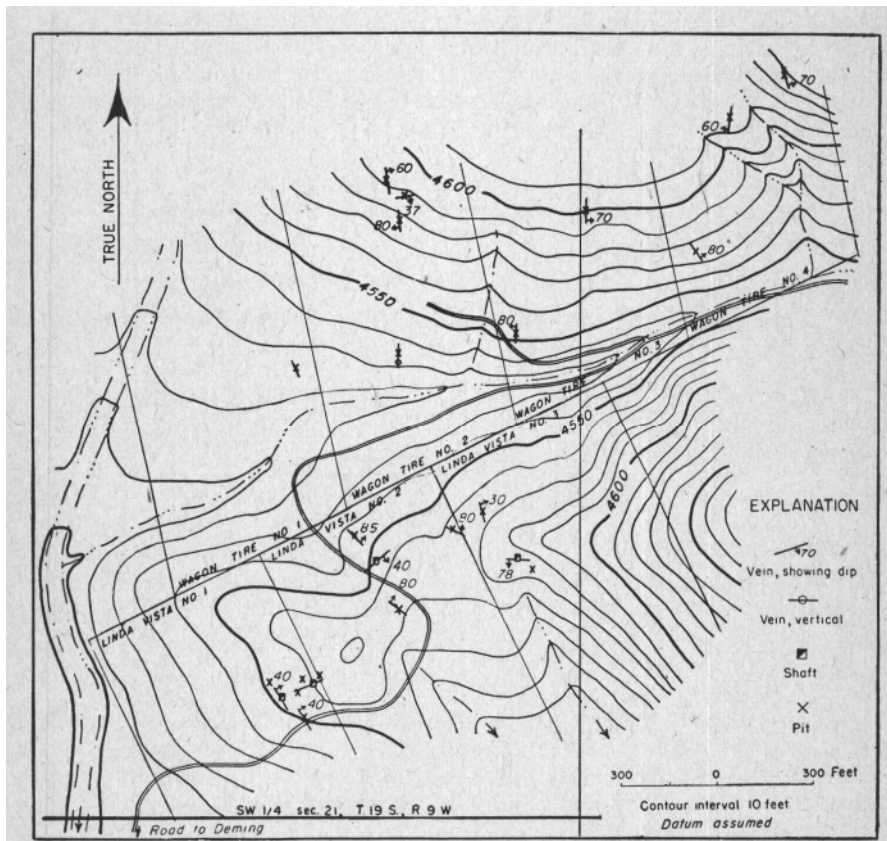 70
60
60
4600
37
80
70
TRUE NORTH
80
4550
80
WAGON TIRE NO. 4
WAGON TIRE NO. 3
WAGON TIRE NO. 2
LINDA VISTA NO. 3
4550
4600
WAGON TIRE NO. 1
LINDA VISTA NO. 2
LINDA VISTA NO. 1
30
80
85
40
78
80
40
40
EXPLANATION
70
Vein, showing dip
Vein, vertical
Shaft
Pit
300 0 300 Feet
Contour interval 10 feet
Datum assumed
SW 1/4 sec. 21, T. 19 S., R 9 W
Road to Deming